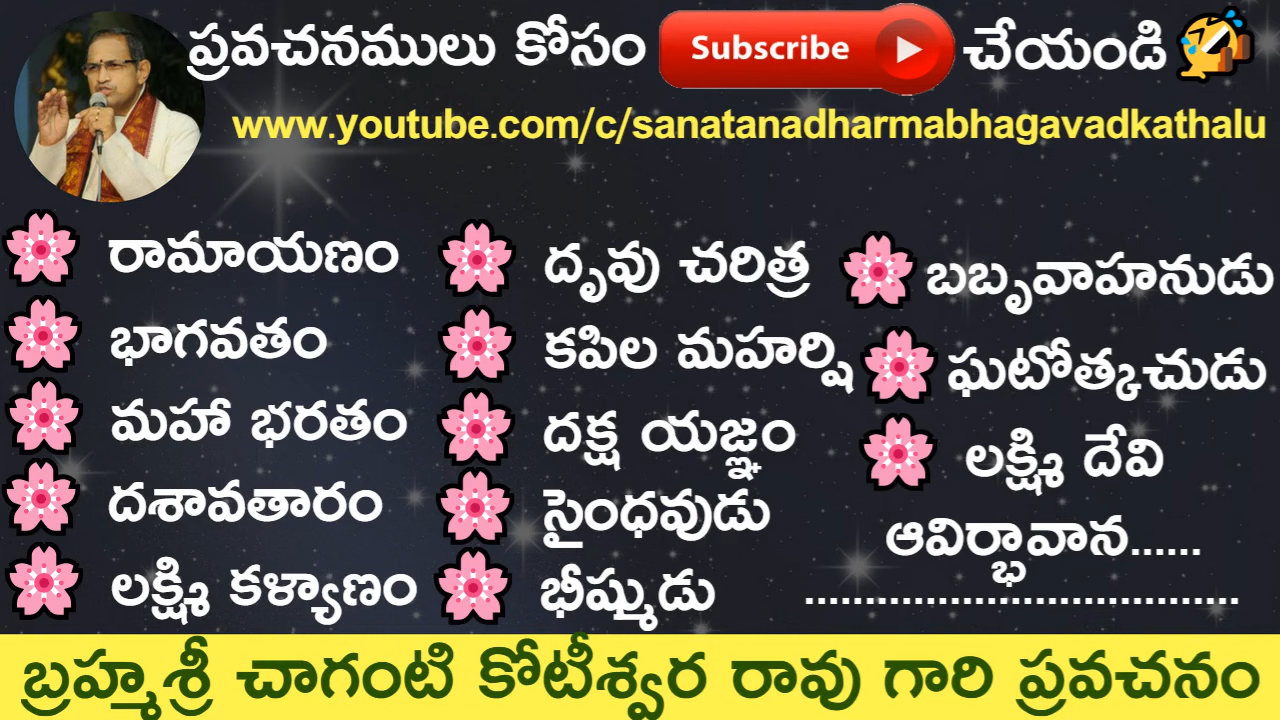 ప్రవచనములు కోసం Subscribe చేయండి
www.youtube.com/c/sanatanadharmabhagavadkathalu
రామాయణం
భాగవతం
మహా భరతం
దశావతారం
లక్ష్మి కళ్యాణం
దృవు చరిత్ర
కపిల మహర్షి
దక్ష యజ్ఞం
సైంధవుడు
భీష్ముడు
బబృవాహనుడు
ఘటోత్కచుడు
లక్ష్మి దేవి
ఆవిర్భావాన......
....................................
బ్రహ్మశ్రీ చాగంటి కోటీశ్వర రావు గారి ప్రవచనం